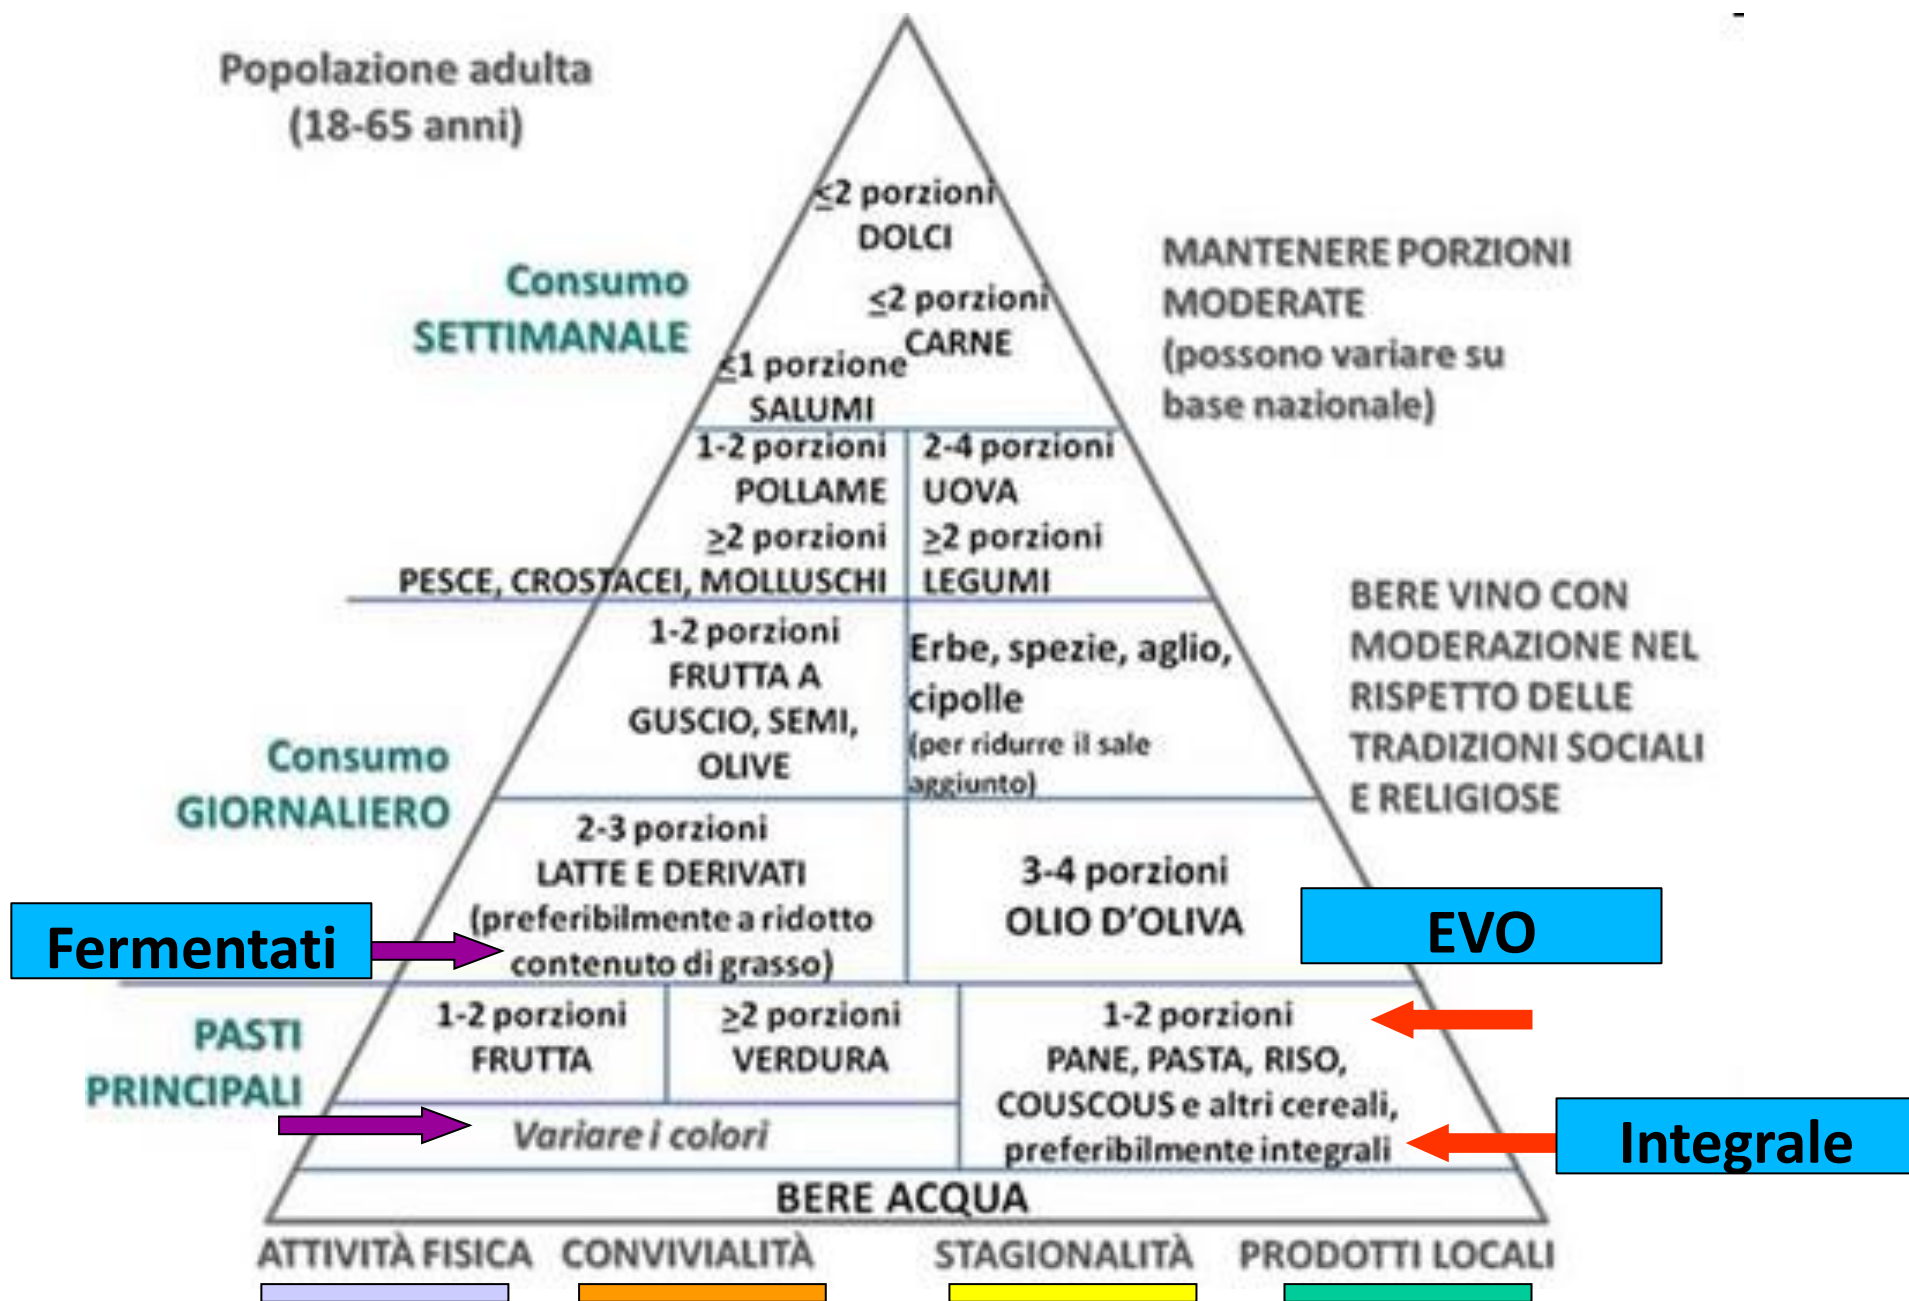 Popolazione adulta
(18-65 anni)
≤2 porzioni
DOLCI
≤2 porzioni
CARNE
≤1 porzione
SALUMI
Consumo
SETTIMANALE
MANTENERE PORZIONI
MODERATE
(possono variare su
base nazionale)
1-2 porzioni
POLLAME
≥2 porzioni
PESCE, CROSTACEI, MOLLUSCHI
2-4 porzioni
UOVA
≥2 porzioni
LEGUMI
BERE VINO CON
MODERAZIONE NEL
RISPETTO DELLE
TRADIZIONI SOCIALI
E RELIGIOSE
1-2 porzioni
FRUTTA A
GUSCIO, SEMI,
OLIVE
Erbe, spezie, aglio,
cipolle
(per ridurre il sale
aggiunto)
Consumo
GIORNALIERO
2-3 porzioni
LATTE E DERIVATI
(preferibilmente a ridotto
contenuto di grasso)
3-4 porzioni
OLIO D'OLIVA
EVO
Fermentati
PASTI
PRINCIPALI
1-2 porzioni
FRUTTA
≥2 porzioni
VERDURA
Variare i colori
1-2 porzioni
PANE, PASTA, RISO,
COUSCOUS e altri cereali,
preferibilmente integrali
Integrale
BERE ACQUA
ATTIVITÀ FISICA
CONVIVIALITÀ
STAGIONALITÀ
PRODOTTI LOCALI